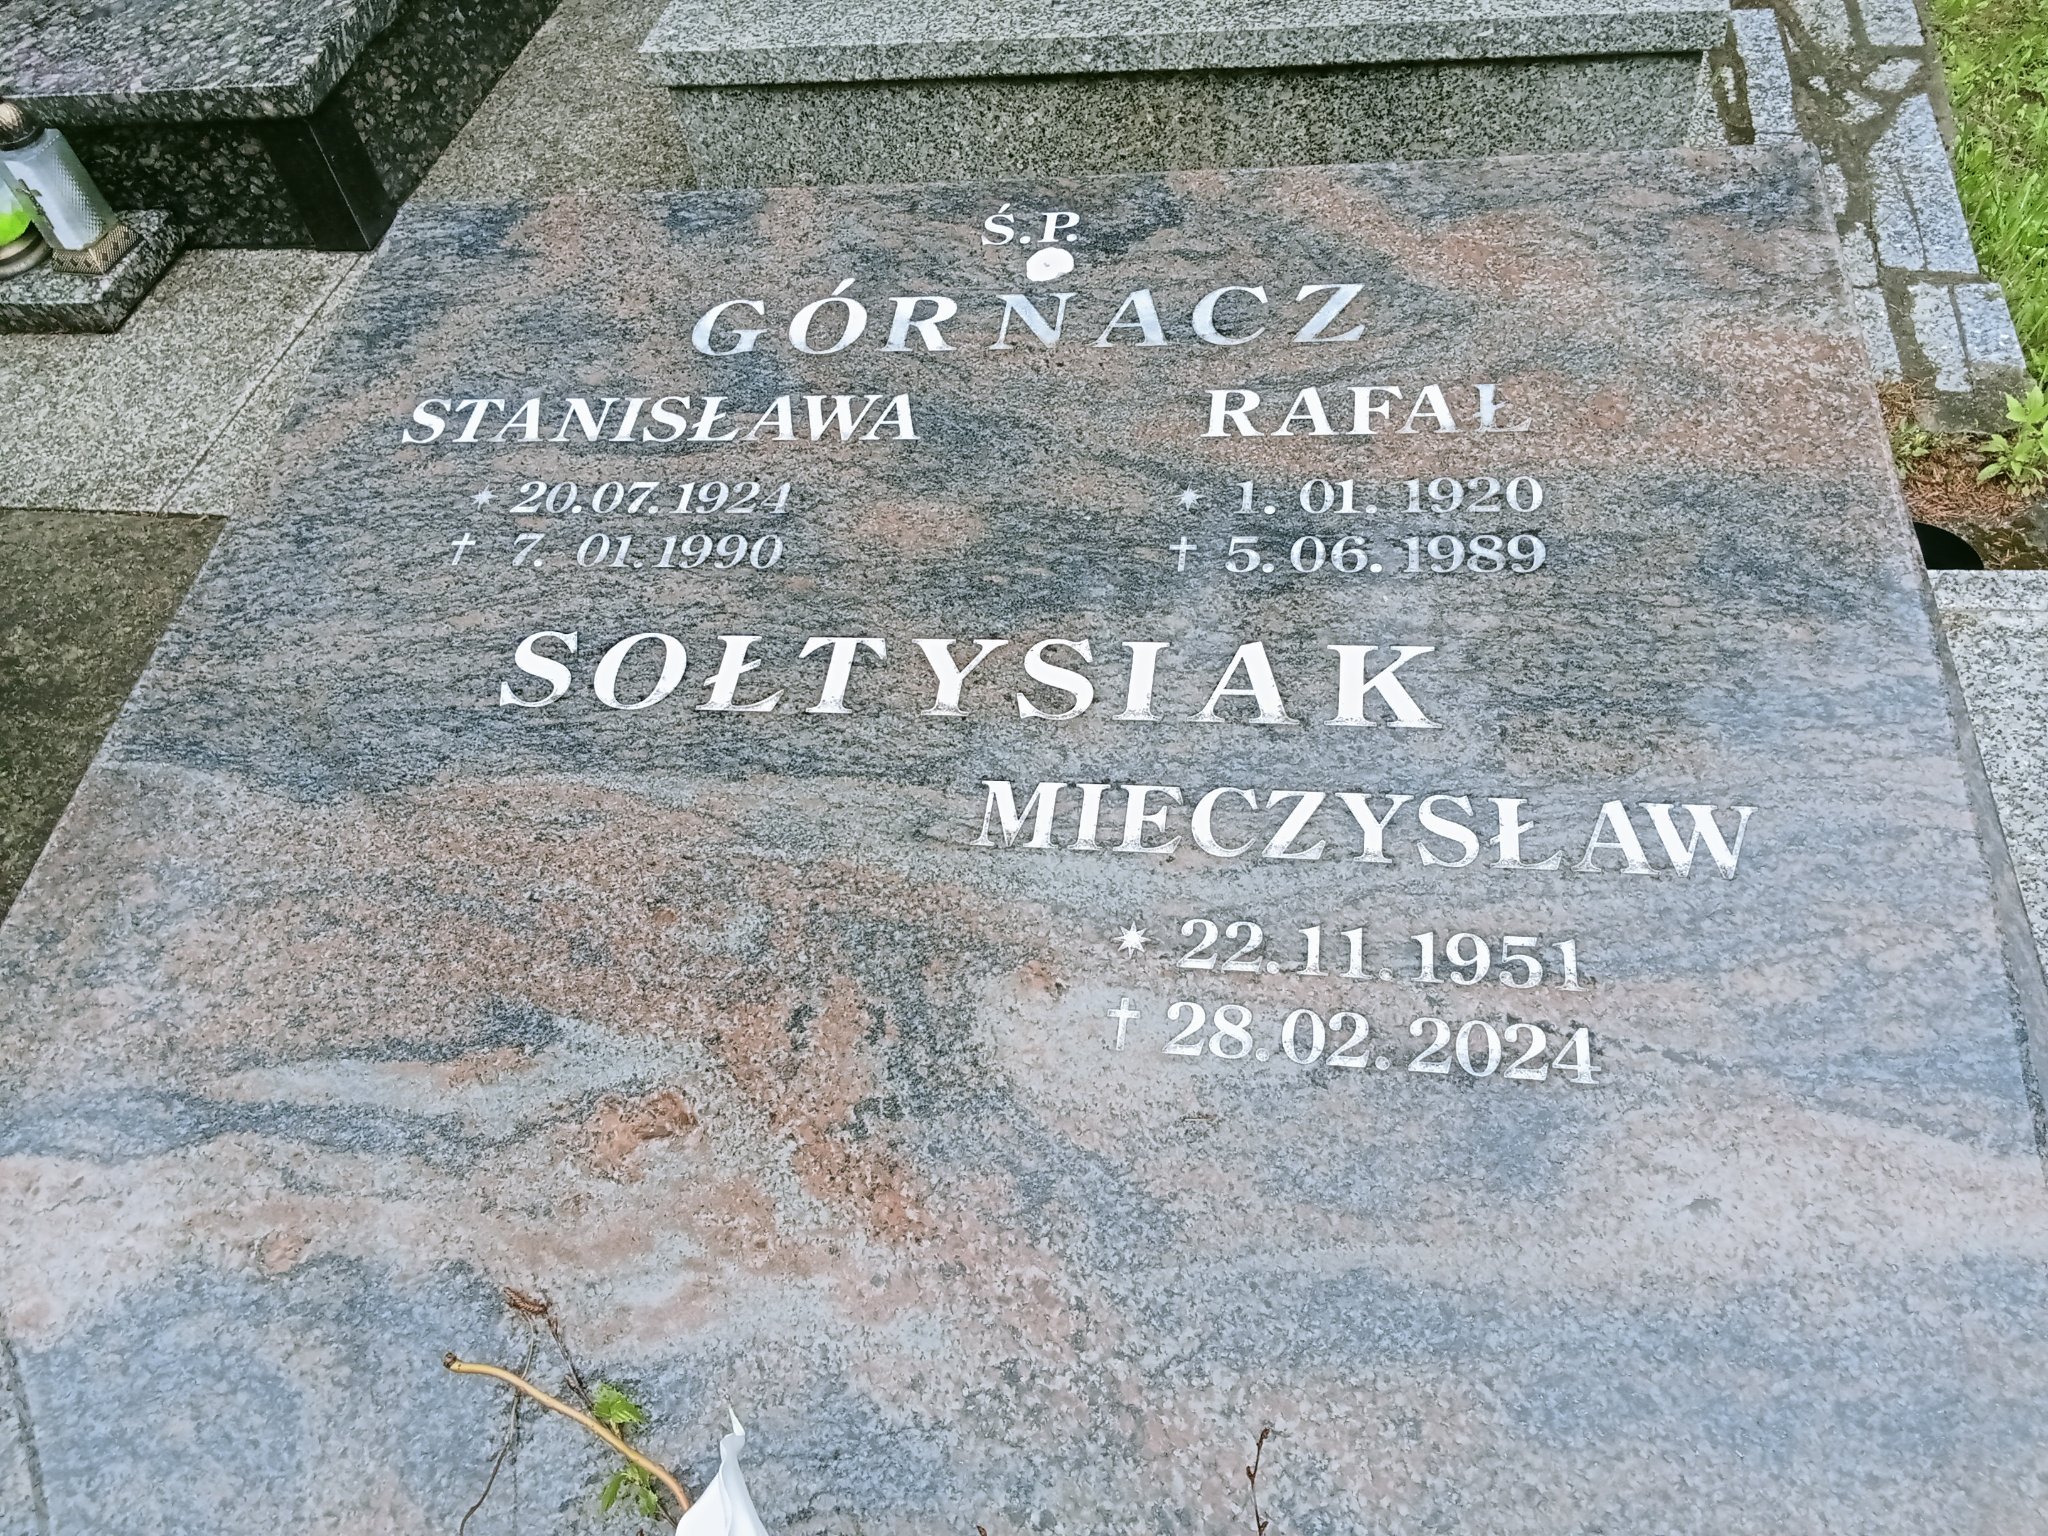 Ś.P.
GÓRNACZ
STANISŁAWA RAFAŁ
* 20.07.1924 * 1.01.1920
† 7. 01.1990 † 5.06.1989
SOŁTYSIAK
MIECZYSŁAW
* 22.11.1951
† 28.02.2024